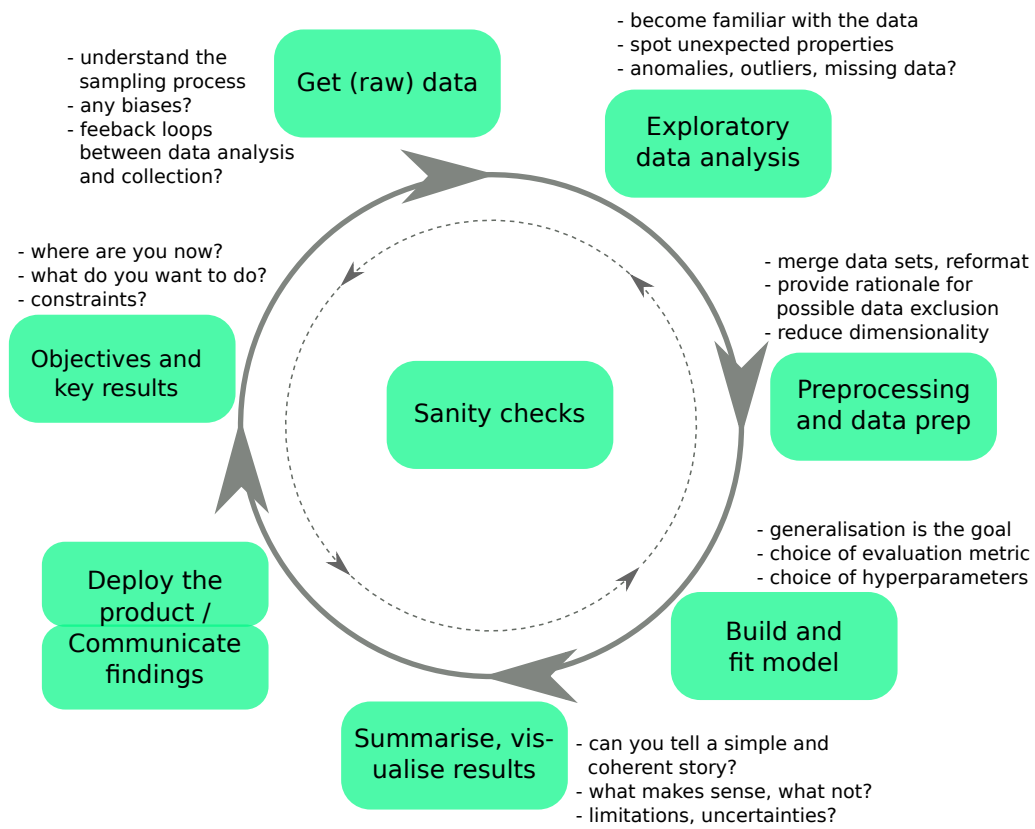 - understand the
sampling process
- any biases?
- feeback loops
between data analysis
and collection?
Get (raw) data
- become familiar with the data
- spot unexpected properties
- anomalies, outliers, missing data?
Exploratory
data analysis
- merge data sets, reformat
- provide rationale for
possible data exclusion
- reduce dimensionality
Preprocessing
and data prep
- generalisation is the goal
- choice of evaluation metric
- choice of hyperparameters
Build and
fit model
Summarise, vis-
ualise results
- can you tell a simple and
coherent story?
- what makes sense, what not?
- limitations, uncertainties?
Deploy the
product /
Communicate
findings
- where are you now?
- what do you want to do?
- constraints?
Objectives and
key results
Sanity checks